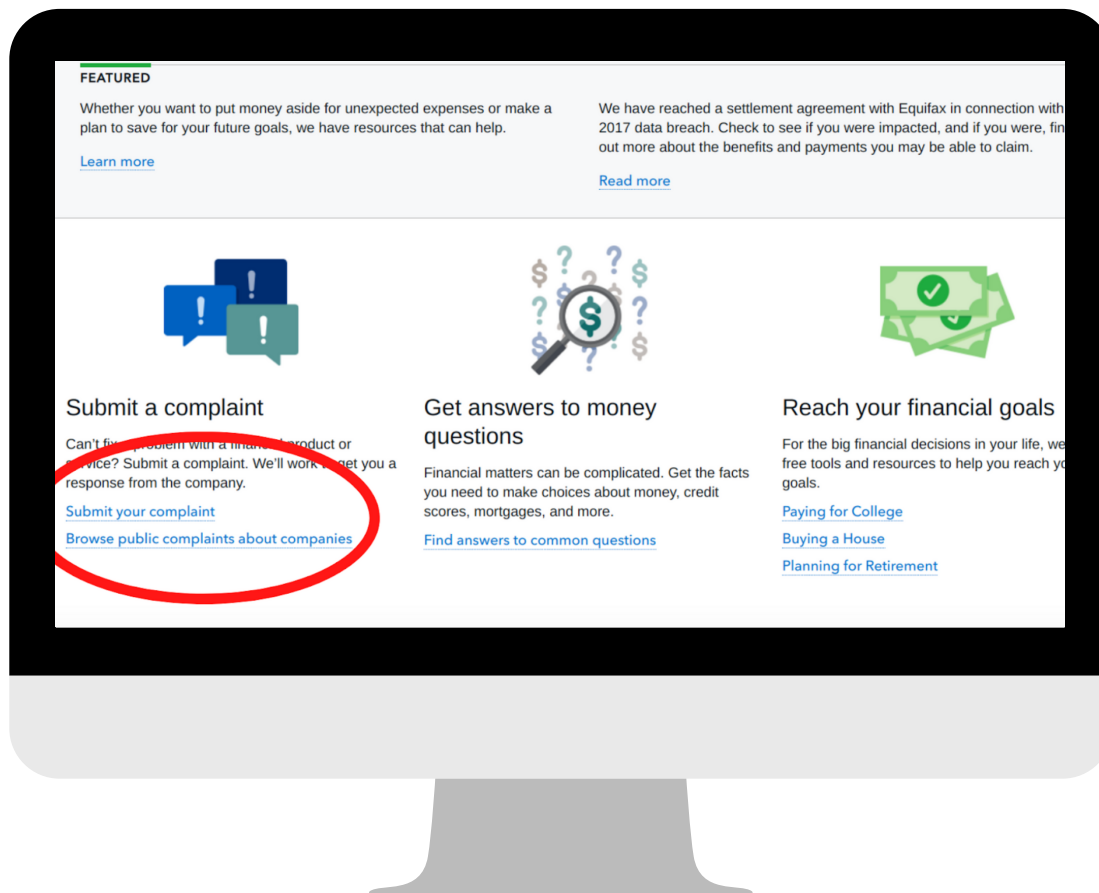 FEATURED
Whether you want to put money aside for unexpected expenses or make a
plan to save for your future goals, we have resources that can help.
Learn more
We have reached a settlement agreement with Equifax in connection with
2017 data breach. Check to see if you were impacted, and if you were, fin
out more about the benefits and payments you may be able to claim.
Read more
Submit a complaint
Can't fix a problem with a financial product or
service? Submit a complaint. We'll work to get you a
response from the company.
Submit your complaint
Browse public complaints about companies
Get answers to money
questions
Financial matters can be complicated. Get the facts
you need to make choices about money, credit
scores, mortgages, and more.
Find answers to common questions
Reach your financial goals
For the big financial decisions in your life, we
free tools and resources to help you reach yo
goals.
Paying for College
Buying a House
Planning for Retirement